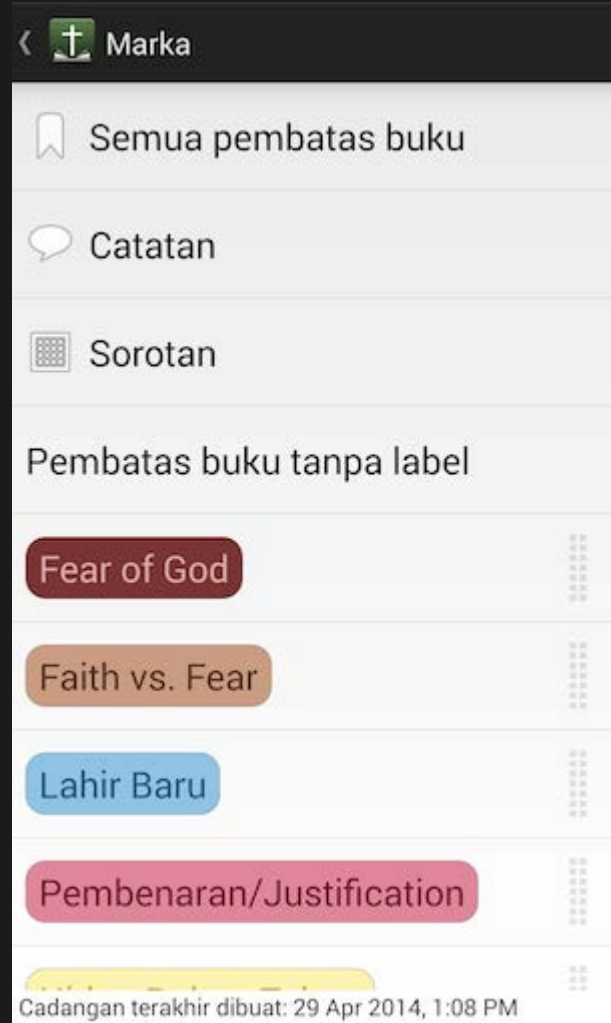 Marka
Semua pembatas buku
Catatan
Sorotan
Pembatas buku tanpa label
Fear of God
Faith vs. Fear
Lahir Baru
Pembenaran/Justification
Cadangan terakhir dibuat: 29 Apr 2014, 1:08 PM